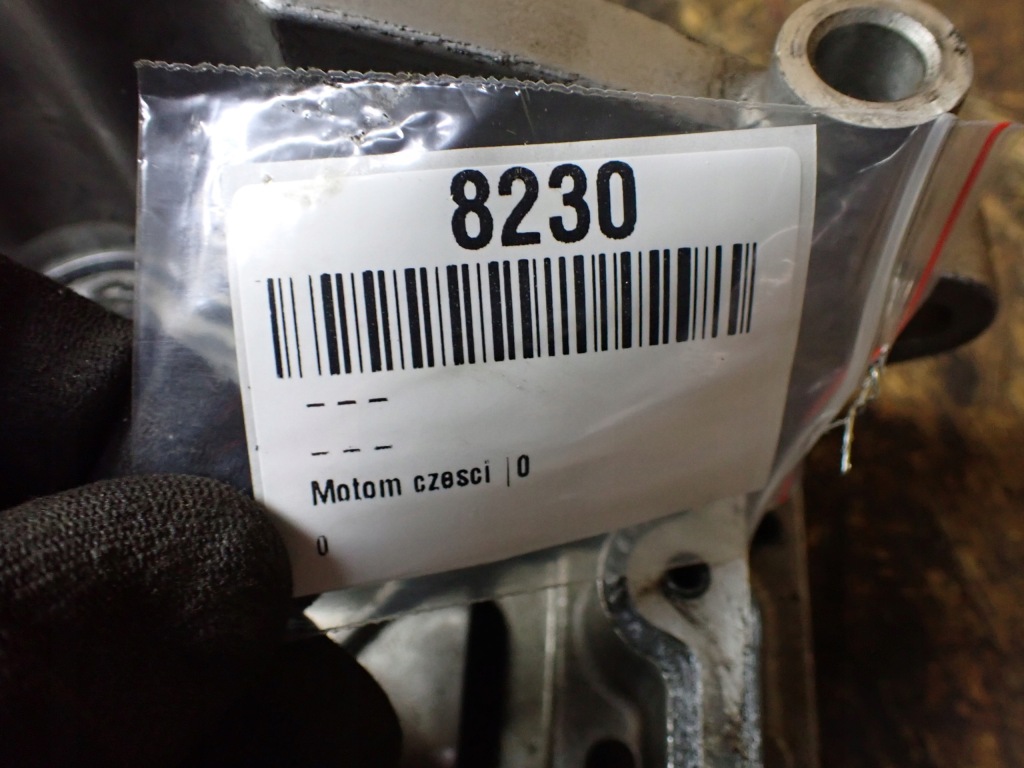 8230
---
---
Motom czesci |0
0